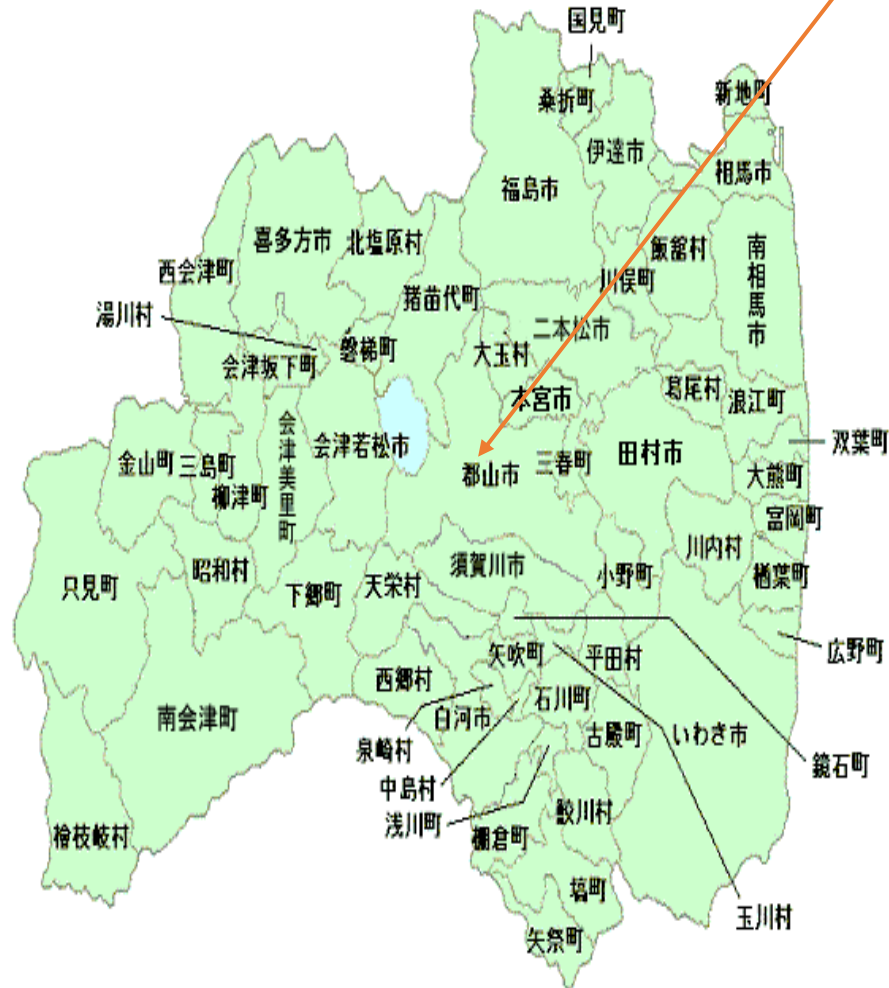 国見町
桑折町
新地町
伊達市
相馬市
福島市
喜多方市
北塩原村
飯舘村
南相馬市
西会津町
川俣町
猪苗代町
湯川村
二本松市
磐梯町
大玉村
会津坂下町
葛尾村
浪江町
本宮市
双葉町
会津若松市
田村市
会津美里町
金山町
三島町
三春町
郡山市
大熊町
柳津町
富岡町
川内村
須賀川市
昭和村
小野町
楢葉町
只見町
下郷町
天栄村
広野町
矢吹町
平田村
西郷村
石川町
白河市
南会津町
古殿町
いわき市
泉崎村
鏡石町
中島村
鮫川村
浅川町
檜枝岐村
棚倉町
塙町
玉川村
矢祭町